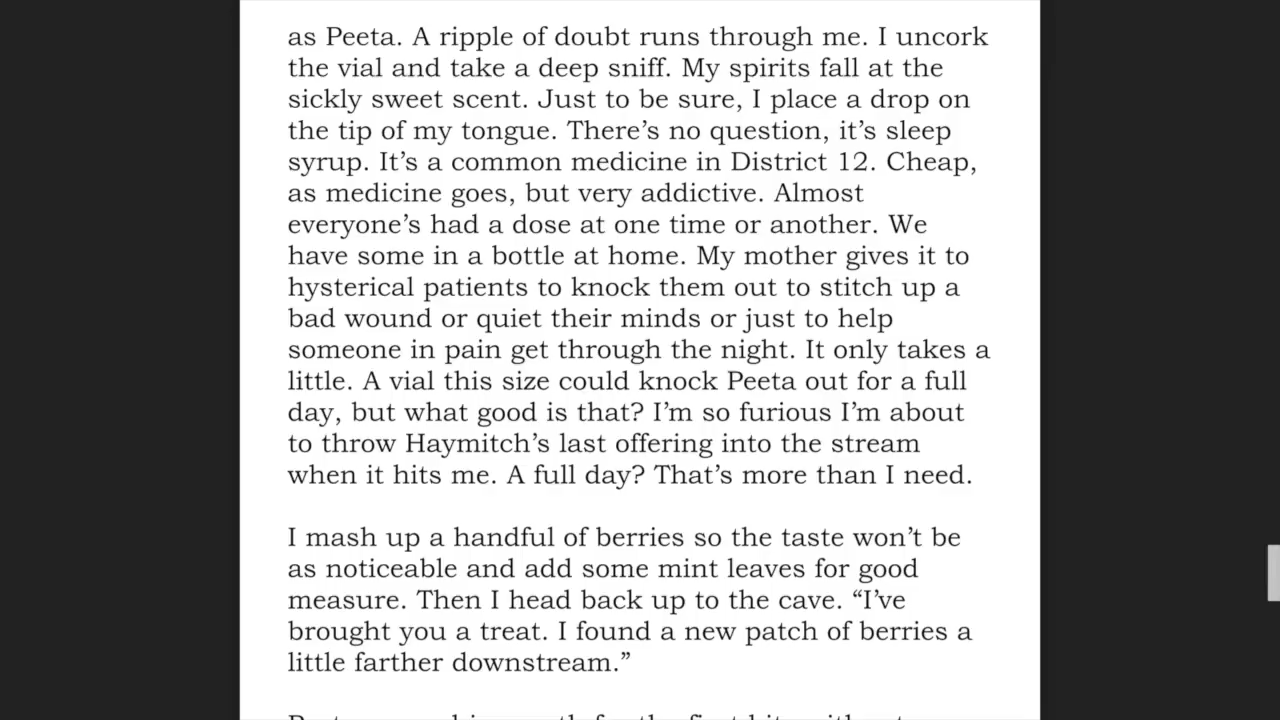 as Peeta. A ripple of doubt runs through me. I uncork
the vial and take a deep sniff. My spirits fall at the
sickly sweet scent. Just to be sure, I place a drop on
the tip of my tongue. There’s no question, it’s sleep
syrup. It’s a common medicine in District 12. Cheap,
as medicine goes, but very addictive. Almost
everyone’s had a dose at one time or another. We
have some in a bottle at home. My mother gives it to
hysterical patients to knock them out to stitch up a
bad wound or quiet their minds or just to help
someone in pain get through the night. It only takes a
little. A vial this size could knock Peeta out for a full
day, but what good is that? I’m so furious I’m about
to throw Haymitch’s last offering into the stream
when it hits me. A full day? That’s more than I need.
I mash up a handful of berries so the taste won’t be
as noticeable and add some mint leaves for good
measure. Then I head back up to the cave. “I’ve
brought you a treat. I found a new patch of berries a
little farther downstream.”